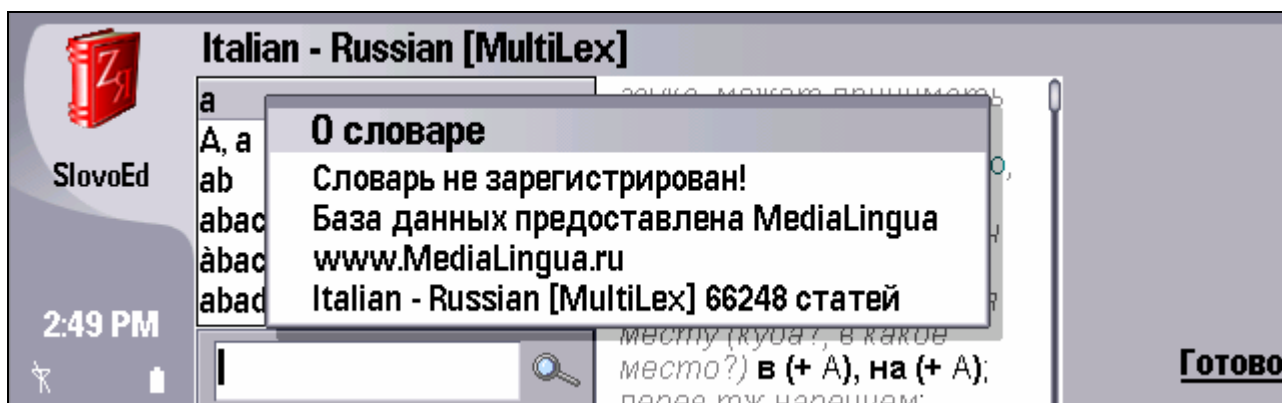 Italian - Russian [MultiLex]
SlovoEd
2:49 PM
a
A, a
ab
abac
àbac
abad
О словаре
Словарь не зарегистрирован!
База данных предоставлена MediaLingua
www.MediaLingua.ru
Italian - Russian [MultiLex] 66248 статей
месту (куда?, в какое
место?) в (+ А), на (+ А);
Готово